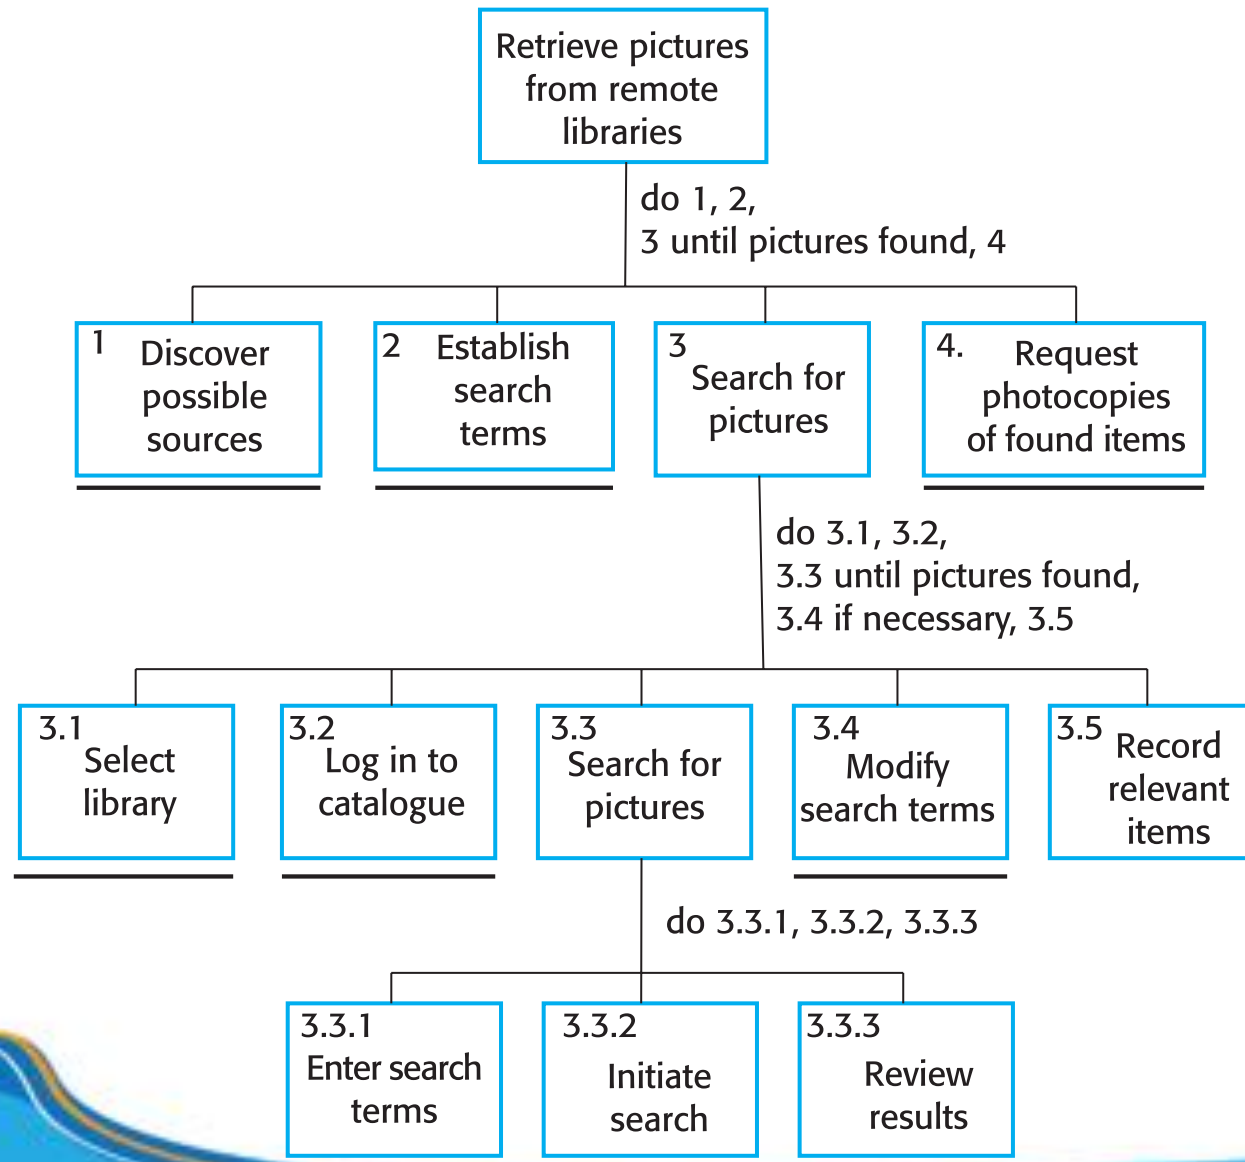 Retrieve pictures
from remote
libraries
do 1, 2,
3 until pictures found, 4
1
Discover
possible
sources
2
Establish
search
terms
3
Search for
pictures
4.
Request
photocopies
of found items
do 3.1, 3.2,
3.3 until pictures found,
3.4 if necessary, 3.5
3.1
Select
library
3.2
Log in to
catalogue
3.3
Search for
pictures
3.4
Modify
search terms
3.5
Record
relevant
items
do 3.3.1, 3.3.2, 3.3.3
3.3.1
Enter search
terms
3.3.2
Initiate
search
3.3.3
Review
results